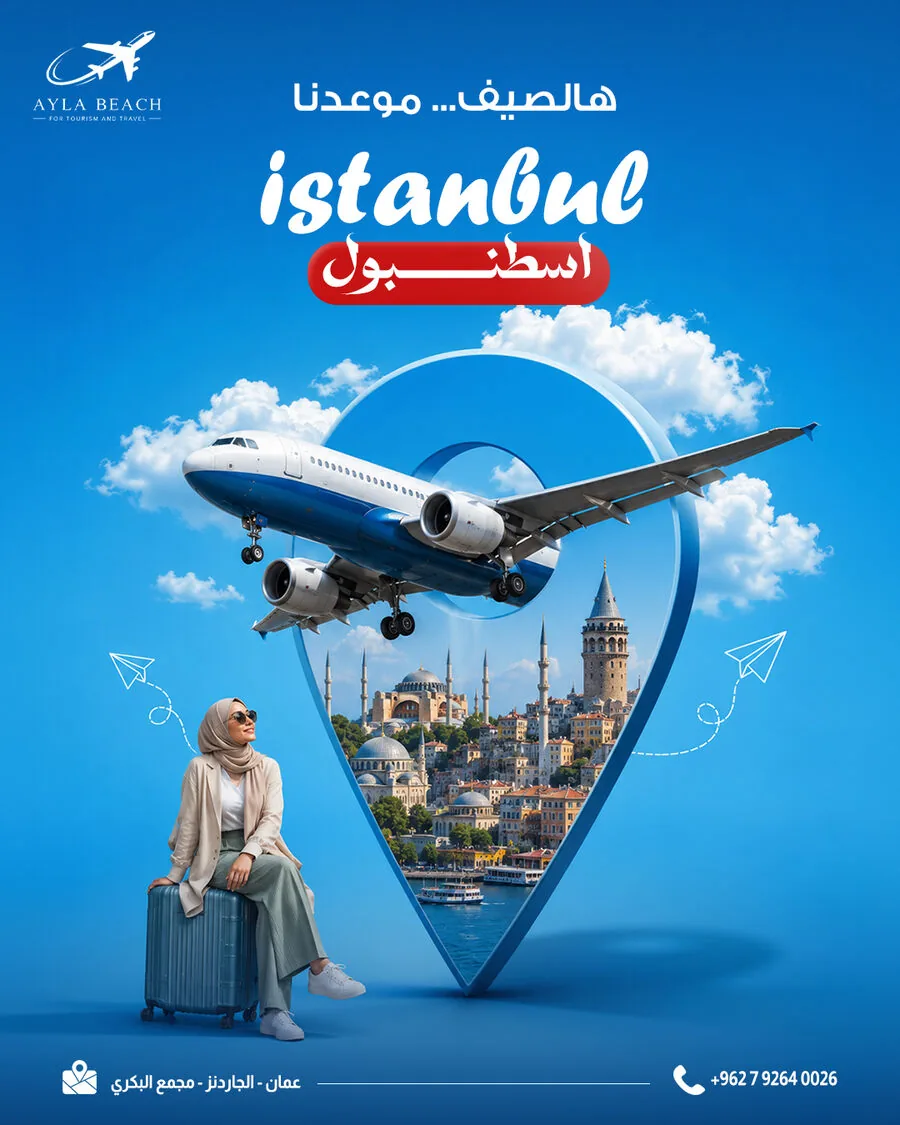 AYLA BEACH
FOR TOURISM AND TRAVEL
هالصيف... موعدنا
istanbul
اسطنبول
عمان - الجاردنز - مجمع البكري
+962 7 9264 0026